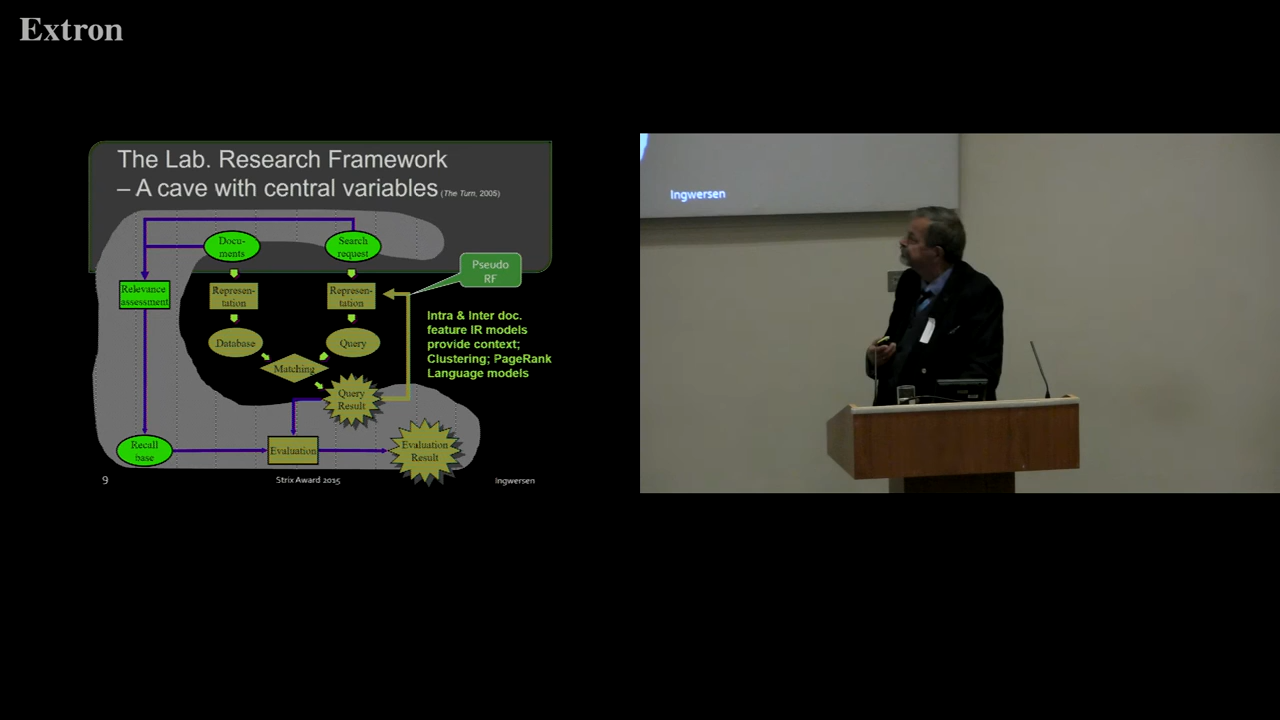 Extron
The Lab. Research Framework
– A cave with central variables (The Turn, 2005)
Docu-
ments
Search
request
Pseudo
RF
Relevance
assessment
Represen-
tation
Represen-
tation
Intra & Inter doc.
feature IR models
provide context;
Clustering; PageRank
Language models
Database
Query
Matching
Query
Result
Recall
base
Evaluation
Evaluation
Result
9
Strix Award 2015
Ingwersen
Ingwersen